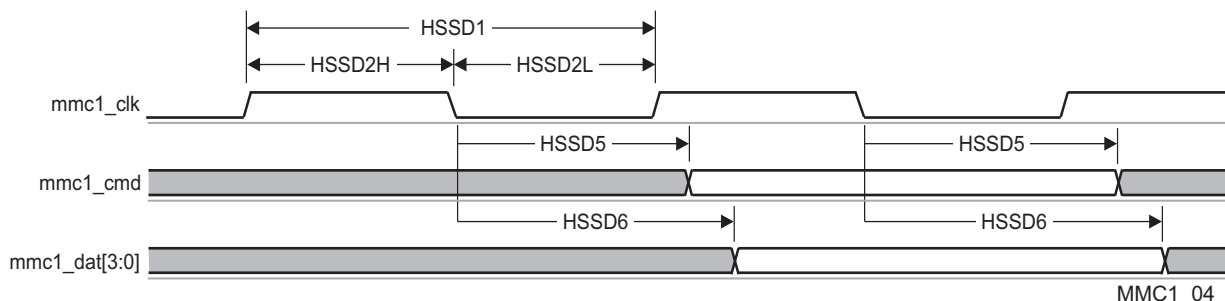 HSSD1
HSSD2H HSSD2L
mmc1_clk
HSSD5 HSSD5
mmc1_cmd
HSSD6 HSSD6
mmc1_dat[3:0]
MMC1_04